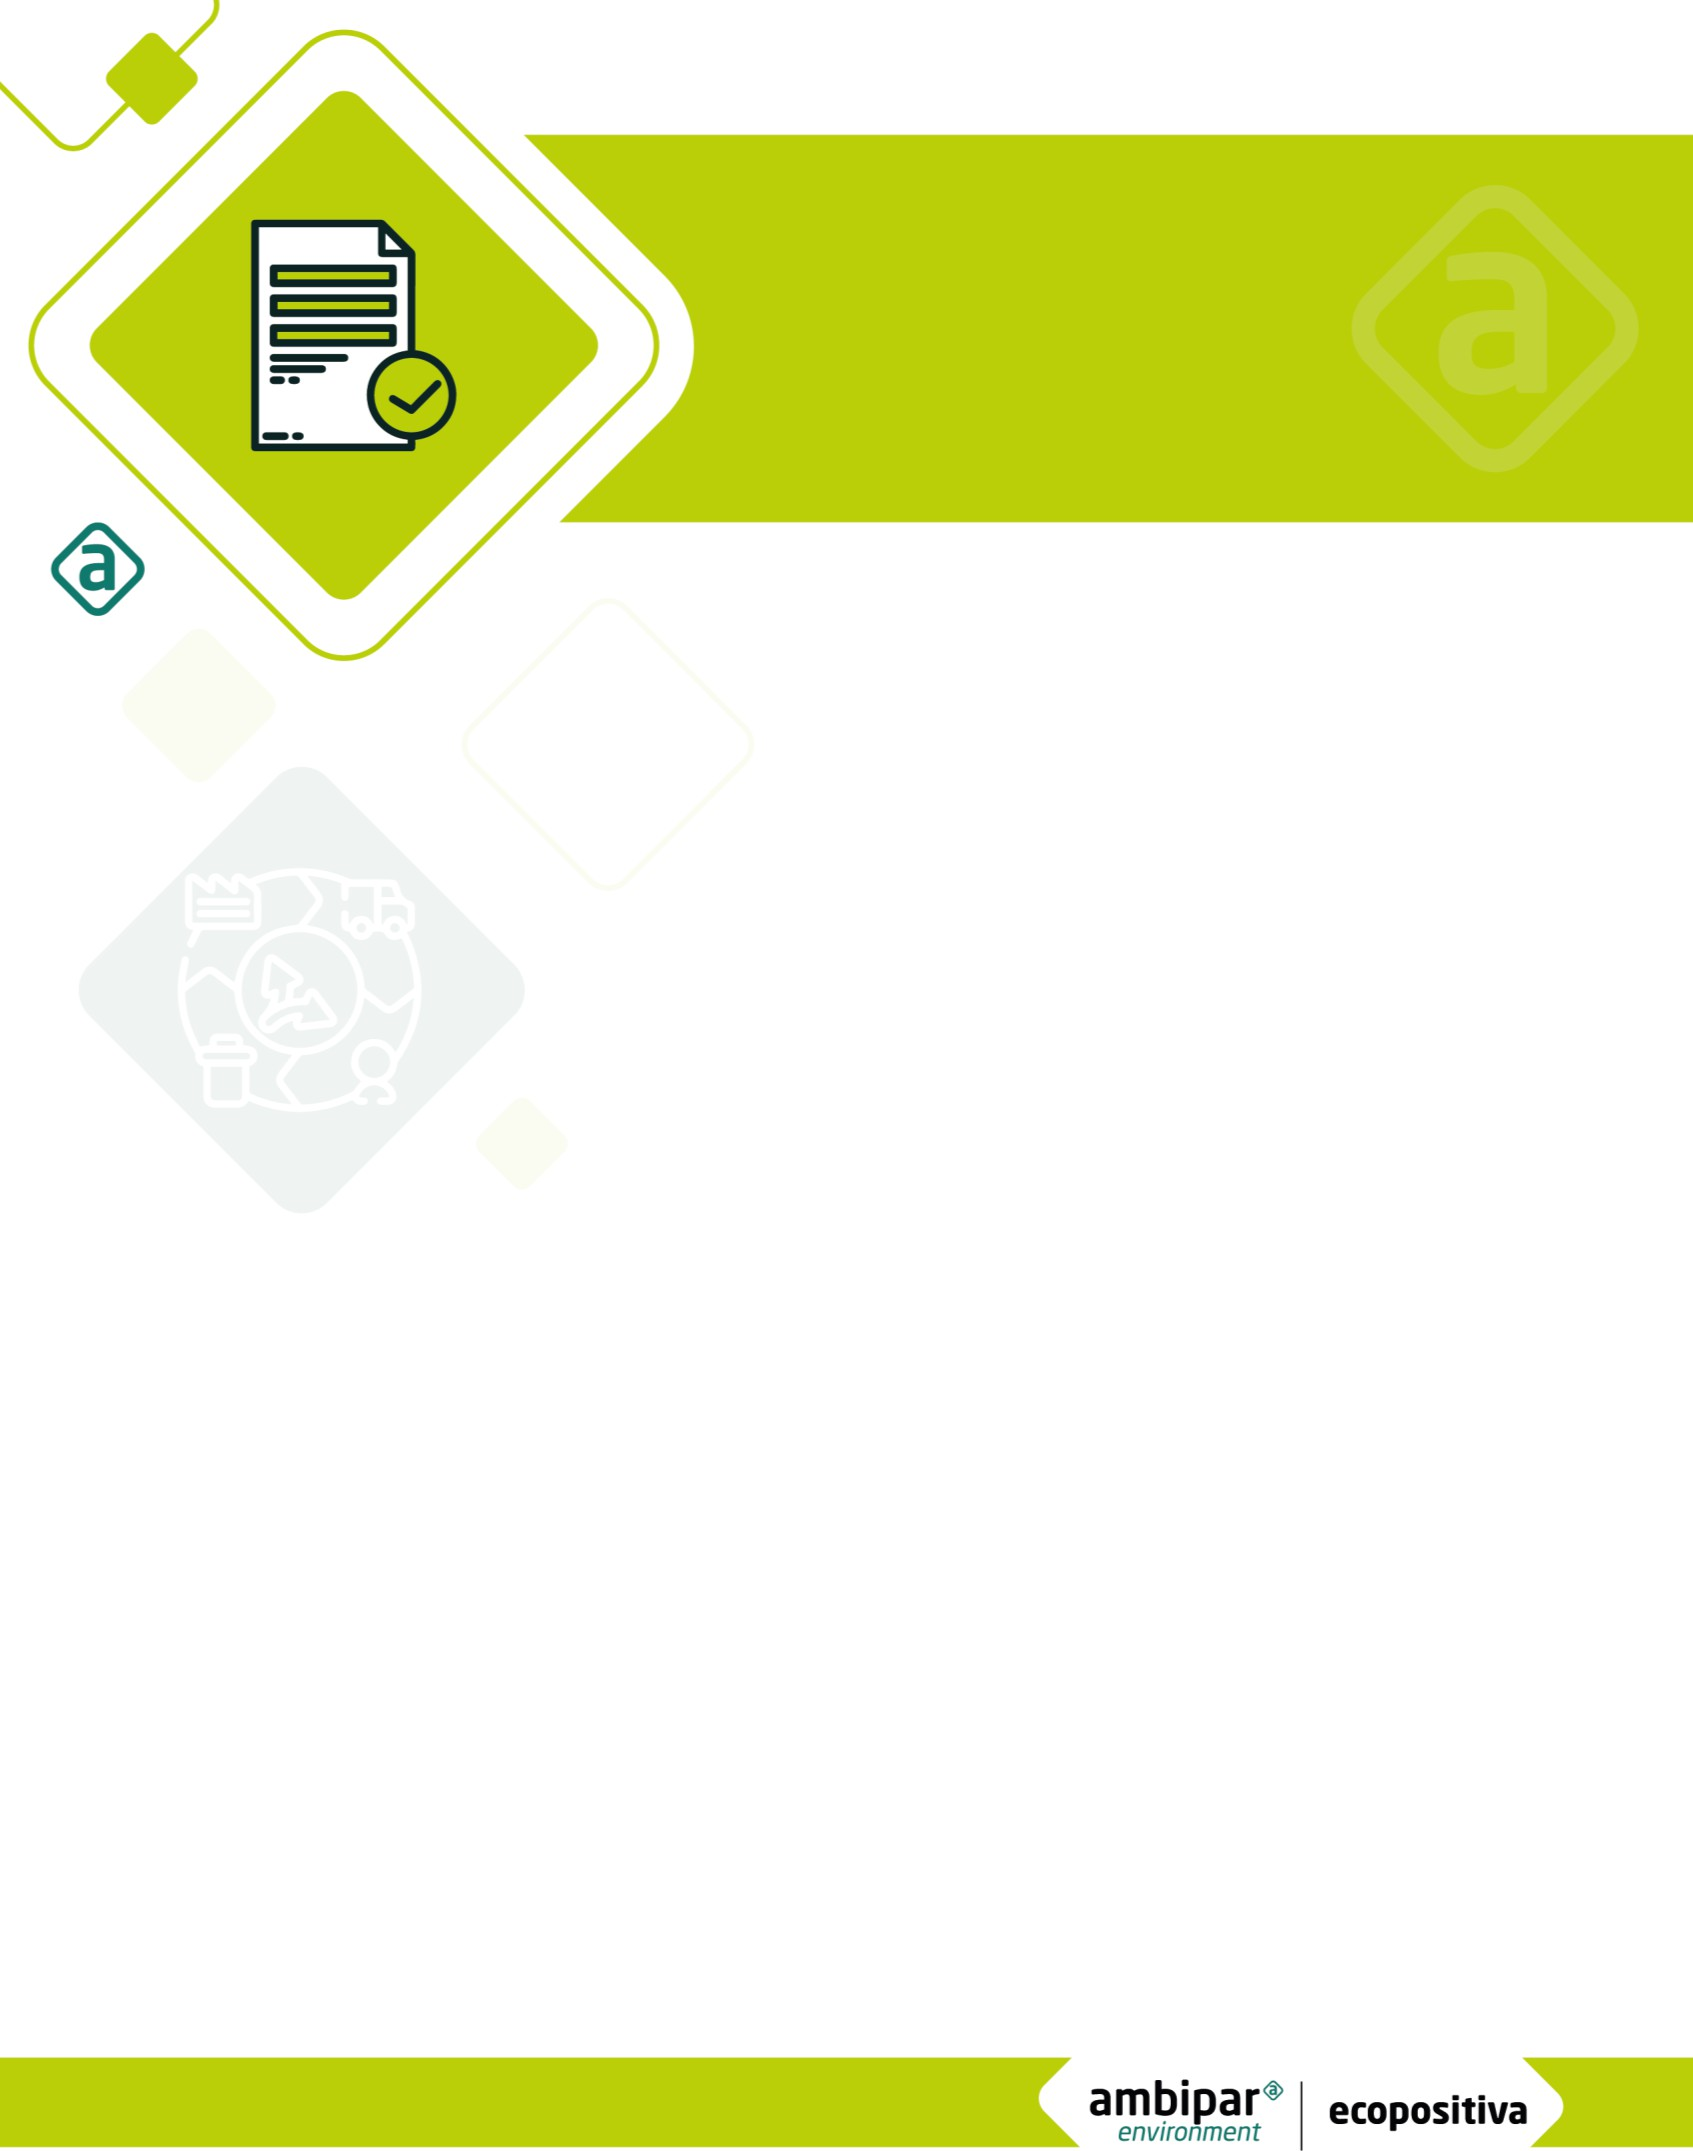 a
a
ambipar a
environment
ecopositiva